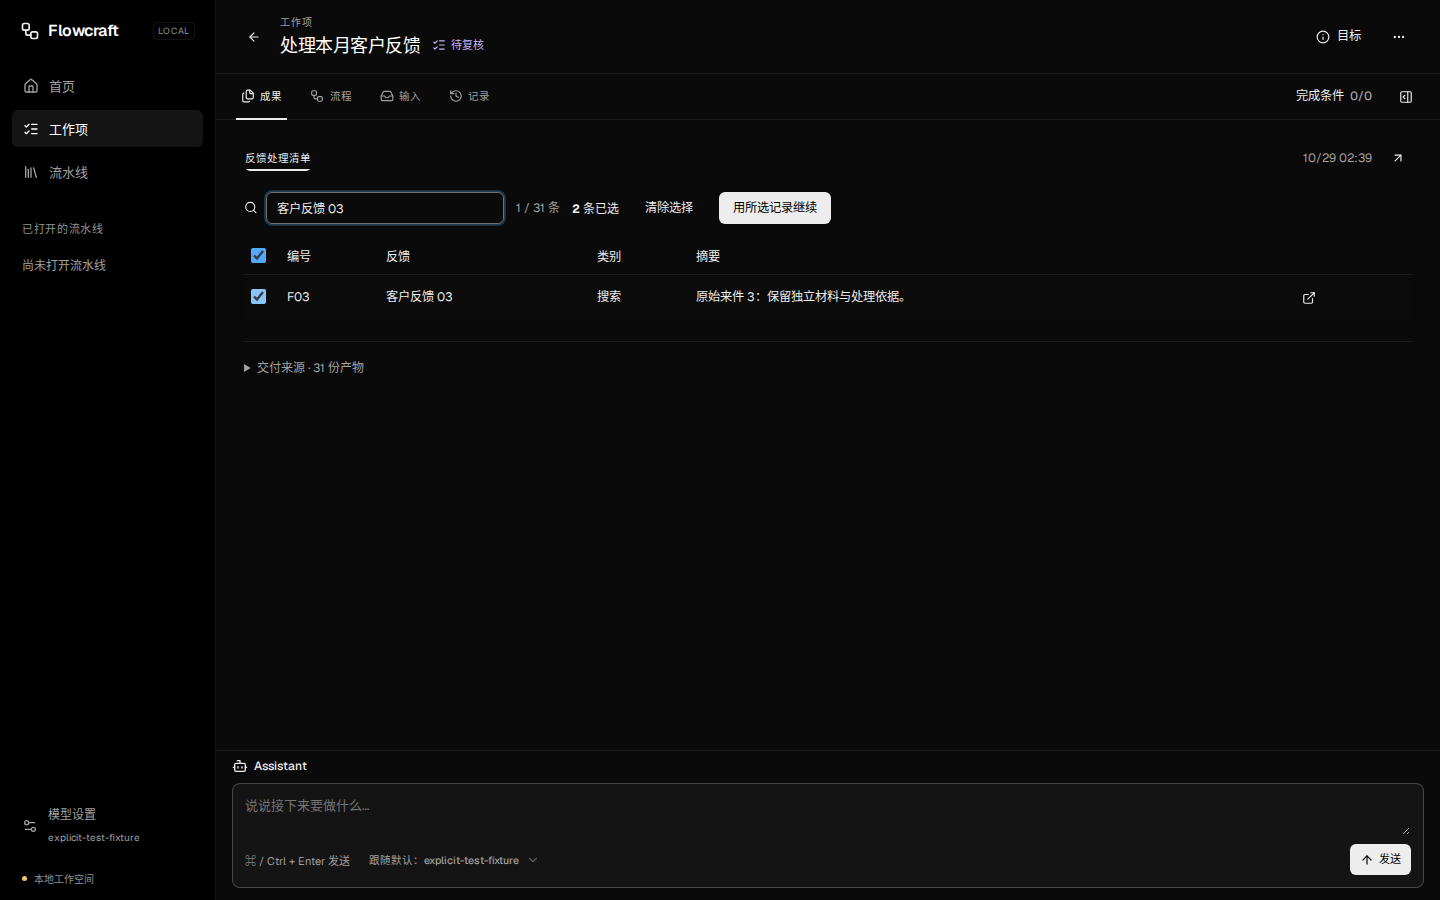 Flowcraft LOCAL
首页
工作项
流水线
已打开的流水线
尚未打开流水线
模型设置
explicit-test-fixture
本地工作空间
工作项
处理本月客户反馈 待复核
目标
成果 流程 输入 记录
完成条件 0/0
反馈处理清单
10/29 02:39
客户反馈 03 1 / 31 条 2 条已选 清除选择 用所选记录继续
编号 反馈 类别 摘要
F03 客户反馈 03 搜索 原始来件 3：保留独立材料与处理依据。
交付来源 · 31 份产物
Assistant
说说接下来要做什么...
⌘ / Ctrl + Enter 发送 跟随默认：explicit-test-fixture
发送